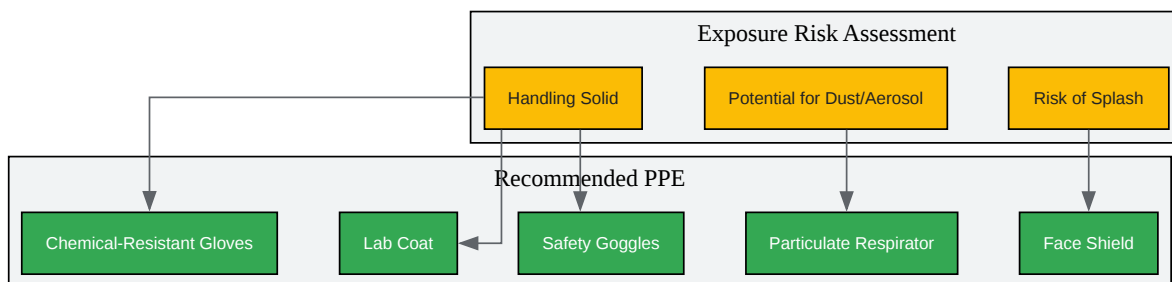 Exposure Risk Assessment
Handling Solid
Potential for Dust/Aerosol
Risk of Splash
Recommended PPE
Chemical-Resistant Gloves
Lab Coat
Safety Goggles
Particulate Respirator
Face Shield